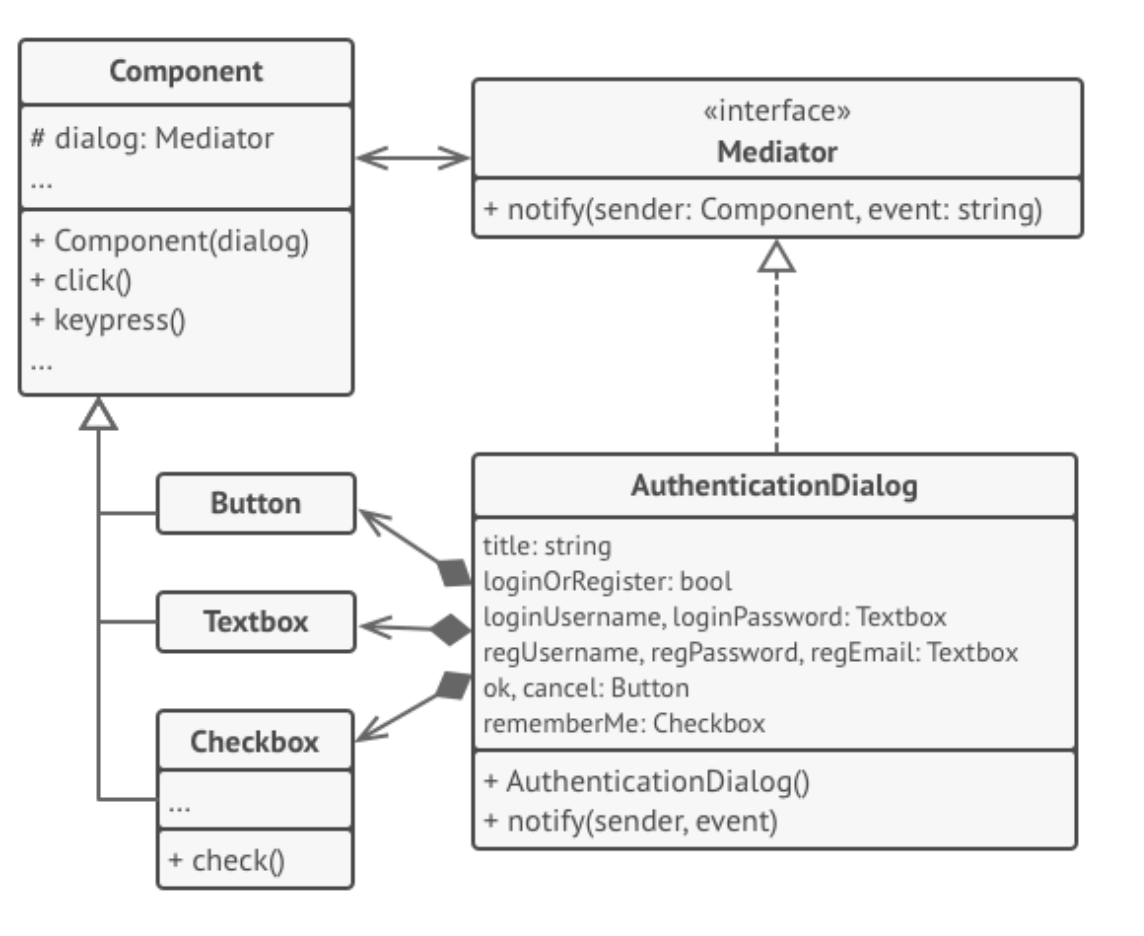 Component
# dialog: Mediator
...
+ Component(dialog)
+ click()
+ keypress()
...
«interface»
Mediator
+ notify(sender: Component, event: string)
Button
Textbox
Checkbox
...
+ check()
AuthenticationDialog
title: string
loginOrRegister: bool
loginUsername, loginPassword: Textbox
regUsername, regPassword, regEmail: Textbox
ok, cancel: Button
rememberMe: Checkbox
+ AuthenticationDialog()
+ notify(sender, event)